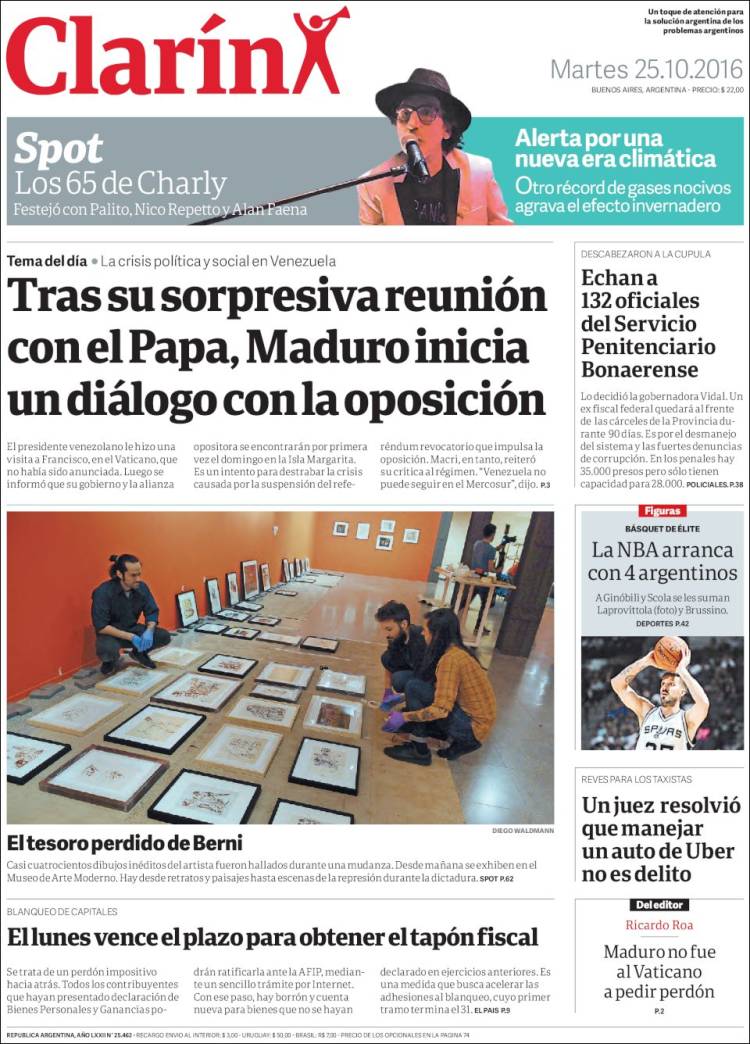 Clarín
Un toque de atención para
la solución argentina de los
problemas argentinos
Martes 25.10.2016
BUENOS AIRES, ARGENTINA - PRECIO: $ 22,00
Spot
Los 65 de Charly
Festejó con Palito, Nico Repetto y Alan Faena
Alerta por una
nueva era climática
Otro récord de gases nocivos
agrava el efecto invernadero
Tema del día • La crisis política y social en Venezuela
Tras su sorpresiva reunión
con el Papa, Maduro inicia
un diálogo con la oposición
El presidente venezolano le hizo una
visita a Francisco, en el Vaticano, que
no había sido anunciada. Luego se
informó que su gobierno y la alianza
opositora se encontrarán por primera
vez el domingo en la Isla Margarita.
Es un intento para destrabar la crisis
causada por la suspensión del refe-
réndum revocatorio que impulsa la
oposición. Macri, en tanto, reiteró
su crítica al régimen. “Venezuela no
puede seguir en el Mercosur”, dijo. P.3
DESCABEZARON A LA CUPULA
Echan a
132 oficiales
del Servicio
Penitenciario
Bonaerense
Lo decidió la gobernadora Vidal. Un
ex fiscal federal quedará al frente
de las cárceles de la Provincia du-
rante 90 días. Es por el desmanejo
del sistema y las fuertes denuncias
de corrupción. En los penales hay
35.000 presos pero sólo tienen
capacidad para 28.000. POLICIALES. P.38
Figuras
BÁSQUET DE ÉLITE
La NBA arranca
con 4 argentinos
A Ginóbili y Scola se les suman
Laprovíttola (foto) y Brussino.
DEPORTES P.42
SPURS
DIEGO WALDMANN
El tesoro perdido de Berni
Casi cuatrocientos dibujos inéditos del artista fueron hallados durante una mudanza. Desde mañana se exhiben en el
Museo de Arte Moderno. Hay desde retratos y paisajes hasta escenas de la represión durante la dictadura. SPOT P.62
REVES PARA LOS TAXISTAS
Un juez resolvió
que manejar
un auto de Uber
no es delito
BLANQUEO DE CAPITALES
El lunes vence el plazo para obtener el tapón fiscal
Se trata de un perdón impositivo
hacia atrás. Todos los contribuyentes
que hayan presentado declaración de
Bienes Personales y Ganancias po-
drán ratificarla ante la AFIP, median-
te un sencillo trámite por Internet.
Con ese paso, hay borrón y cuenta
nueva para bienes que no se hayan
declarado en ejercicios anteriores. Es
una medida que busca acelerar las
adhesiones al blanqueo, cuyo primer
tramo termina el 31. EL PAIS P.9
Del editor
Ricardo Roa
Maduro no fue
al Vaticano
a pedir perdón
P.2
REPUBLICA ARGENTINA, AÑO LXXII N° 25.462 • RECARGO ENVIO AL INTERIOR: $ 3,00 - URUGUAY: $ 50,00 - BRASIL: R$ 7,00 - PRECIO DE LOS OPCIONALES EN LA PAGINA 74